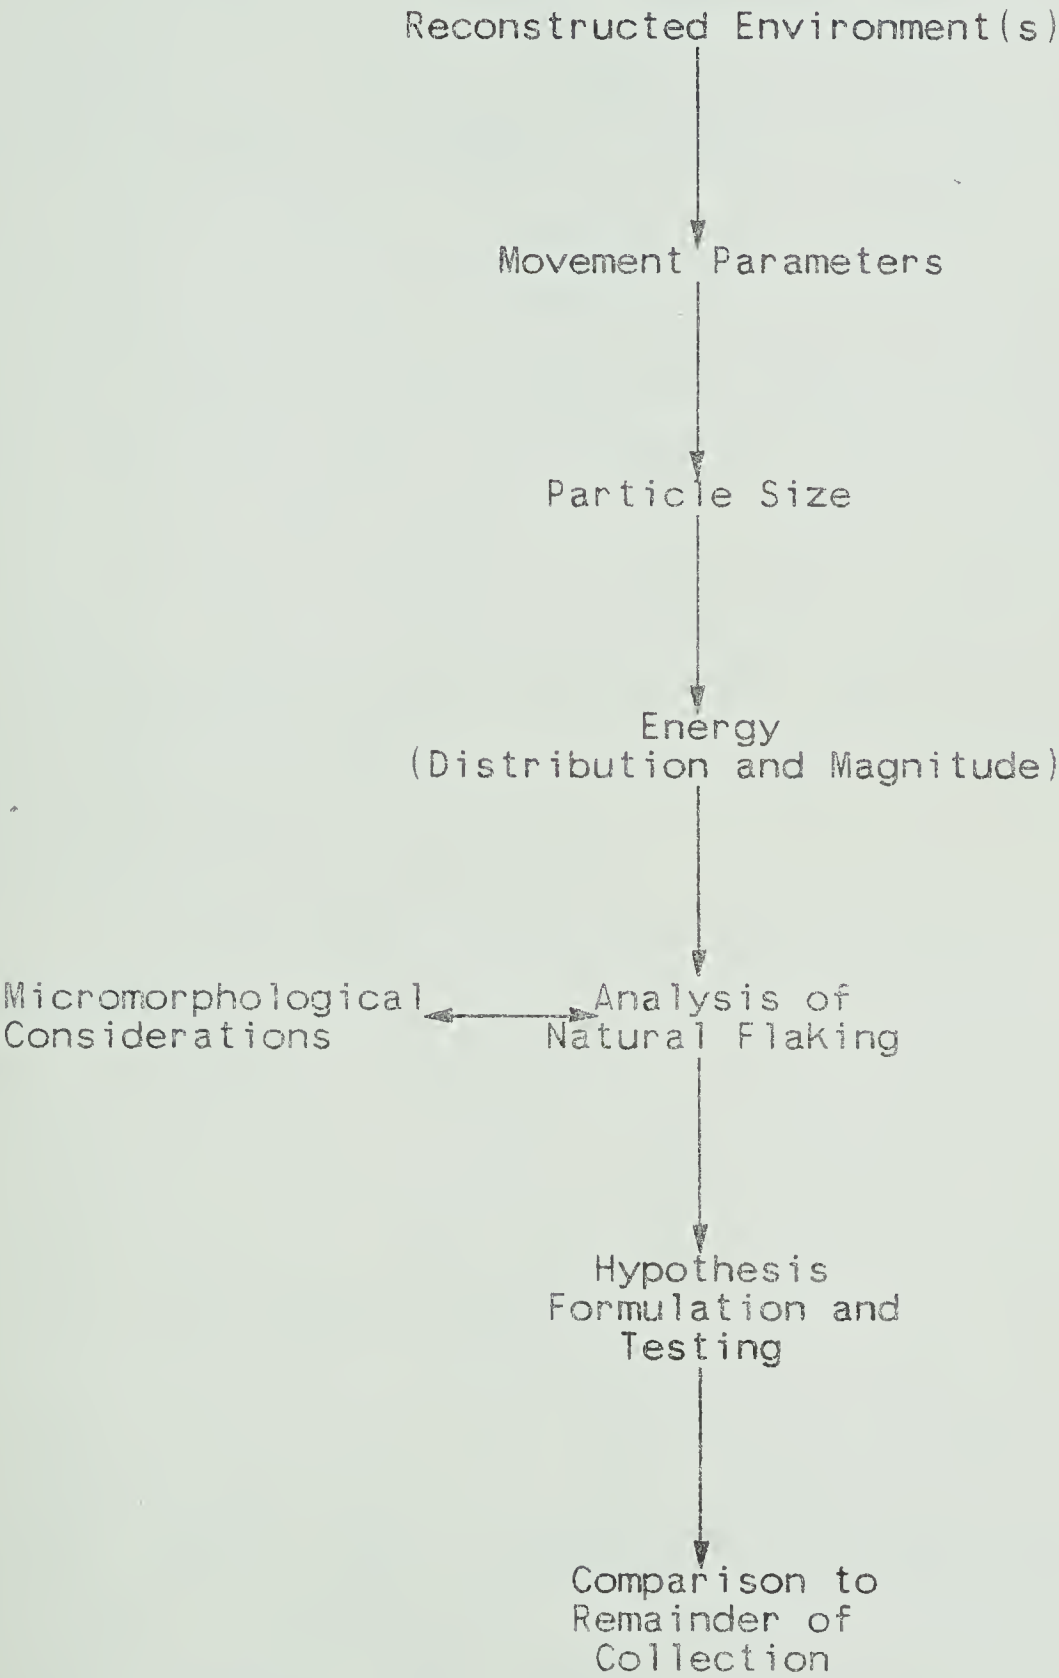 Reconstructed Environment(s)
Movement Parameters
Particle Size
Energy
(Distribution and Magnitude)
Micromorphological
Considerations
Analysis of
Natural Flaking
Hypothesis
Formulation and
Testing
Comparison to
Remainder of
Collection